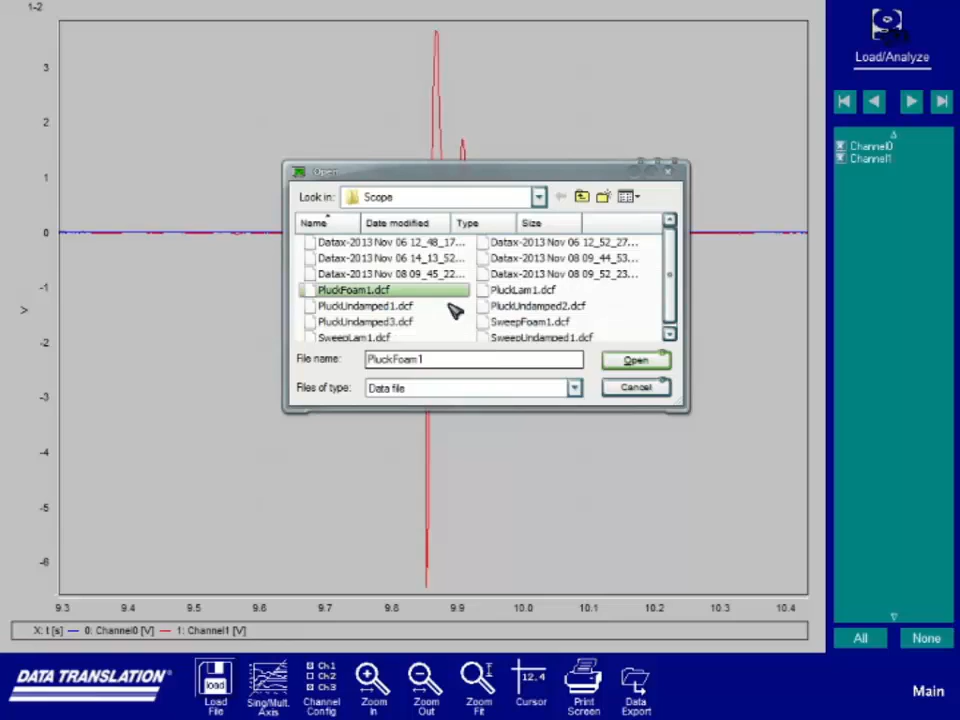 1-2
Load/Analyze
3
2
1
0
-1
-2
-3
-4
-5
-6
>
9.3 9.4 9.5 9.6 9.7 9.8 9.9 10.0 10.1 10.2 10.3 10.4
X: t [s] 0: Channel0 [V] 1: Channel1 [V]
Open
Look in: Scope
Name Date modified Type Size
Datax-2013 Nov 06 12_48_17... Datax-2013 Nov 06 12_52_27...
Datax-2013 Nov 06 14_13_52... Datax-2013 Nov 08 09_44_53...
Datax-2013 Nov 08 09_45_22... Datax-2013 Nov 08 09_52_23...
PluckFoam1.dcf PluckLam1.dcf
PluckUndamped1.dcf PluckUndamped2.dcf
PluckUndamped3.dcf SweepFoam1.dcf
SweepLam1.dcf SweepUndamped1.dcf
File name: PluckFoam1 Open
Files of type: Data file Cancel
Channel0
Channel1
All None
DATA TRANSLATION®
load
Load File
Sing/Mult. Axis
Ch1
Ch2
Ch3
Channel Config
Zoom In
Zoom Out
Zoom Fit
12,4
Cursor
Print Screen
Data Export
Main